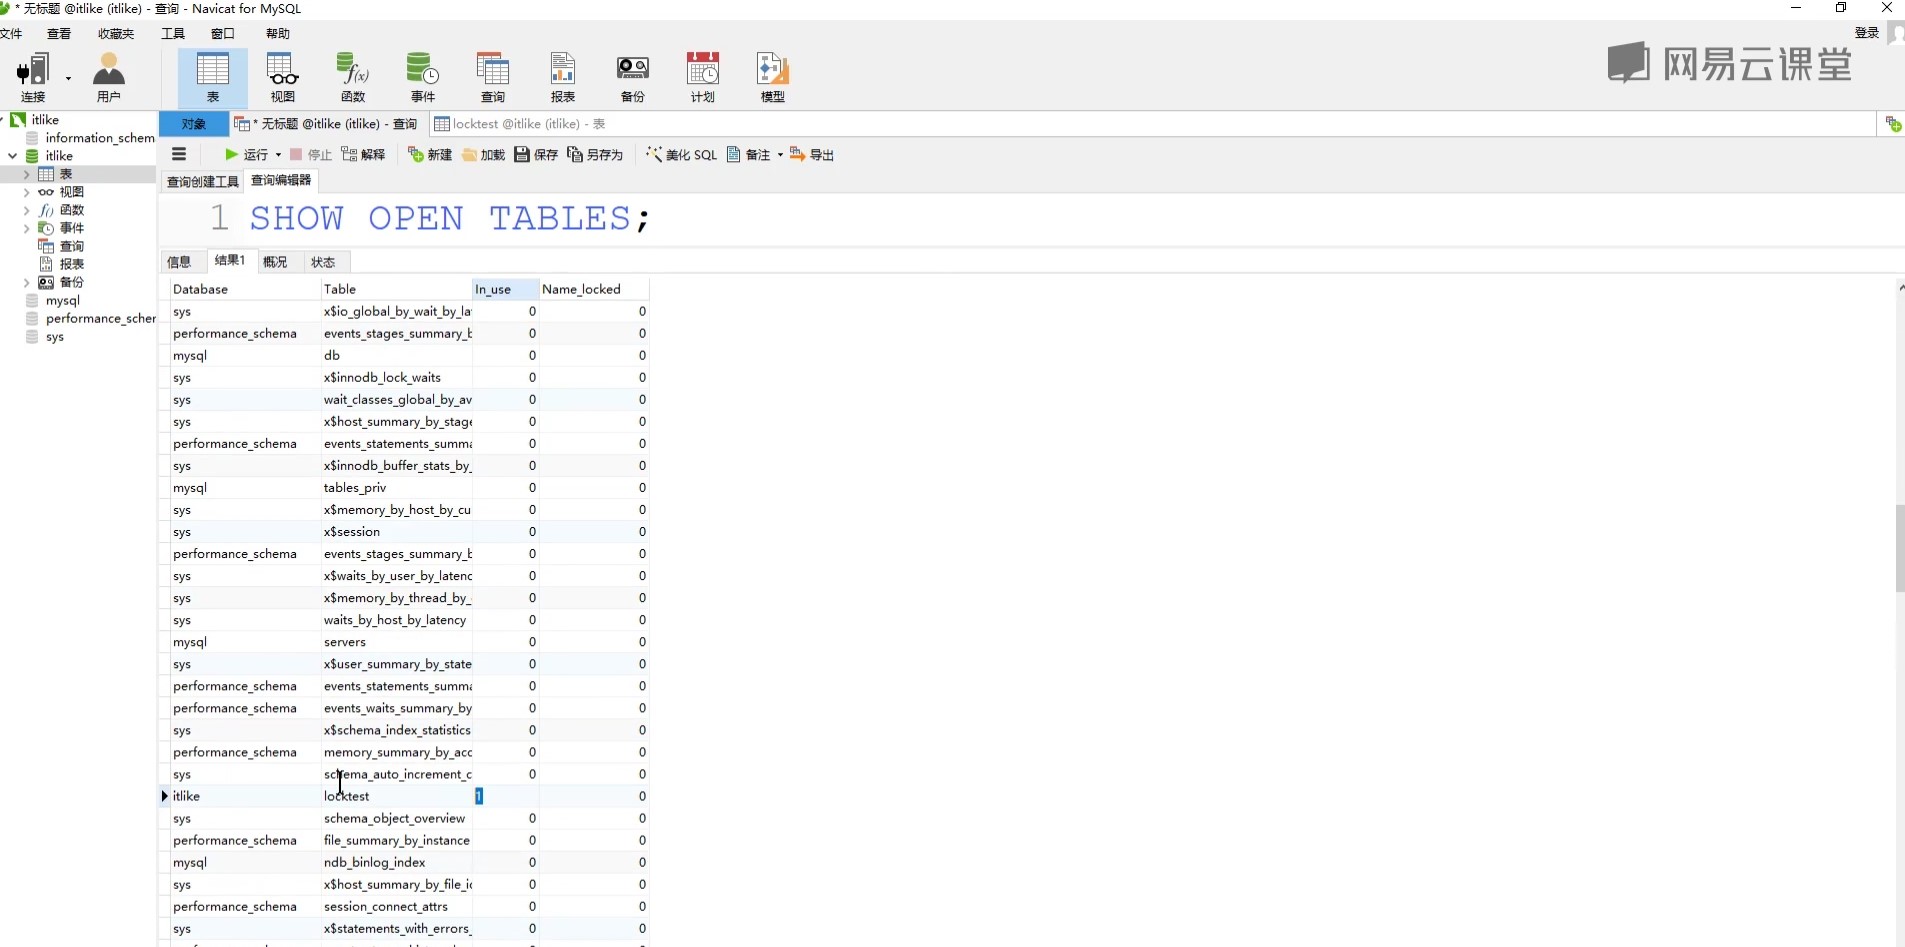 * 无标题 @itlike (itlike) - 查询 - Navicat for MySQL
文件 查看 收藏夹 工具 窗口 帮助 登录
连接 用户 表 视图 函数 事件 查询 报表 备份 计划 模型
网易云课堂
对象 * 无标题 @itlike (itlike) - 查询 locktest @itlike (itlike) - 表
运行 停止 解释 新建 加载 保存 另存为 美化 SQL 备注 导出
查询创建工具 查询编辑器
itlike
information_schem
itlike
表
视图
函数
事件
查询
报表
备份
mysql
performance_scher
sys
1 SHOW OPEN TABLES;
信息 结果1 概况 状态
Database Table In_use Name_locked
sys x$io_global_by_wait_by_la 0 0
performance_schema events_stages_summary_b 0 0
mysql db 0 0
sys x$innodb_lock_waits 0 0
sys wait_classes_global_by_av 0 0
sys x$host_summary_by_stage 0 0
performance_schema events_statements_summa 0 0
sys x$innodb_buffer_stats_by_ 0 0
mysql tables_priv 0 0
sys x$memory_by_host_by_cu 0 0
sys x$session 0 0
performance_schema events_stages_summary_b 0 0
sys x$waits_by_user_by_latenc 0 0
sys x$memory_by_thread_by_ 0 0
sys waits_by_host_by_latency 0 0
mysql servers 0 0
sys x$user_summary_by_state 0 0
performance_schema events_statements_summa 0 0
performance_schema events_waits_summary_by 0 0
sys x$schema_index_statistics 0 0
performance_schema memory_summary_by_acc 0 0
sys schema_auto_increment_c 0 0
itlike locktest 1 0
sys schema_object_overview 0 0
performance_schema file_summary_by_instance 0 0
mysql ndb_binlog_index 0 0
sys x$host_summary_by_file_io 0 0
performance_schema session_connect_attrs 0 0
sys x$statements_with_errors_ 0 0